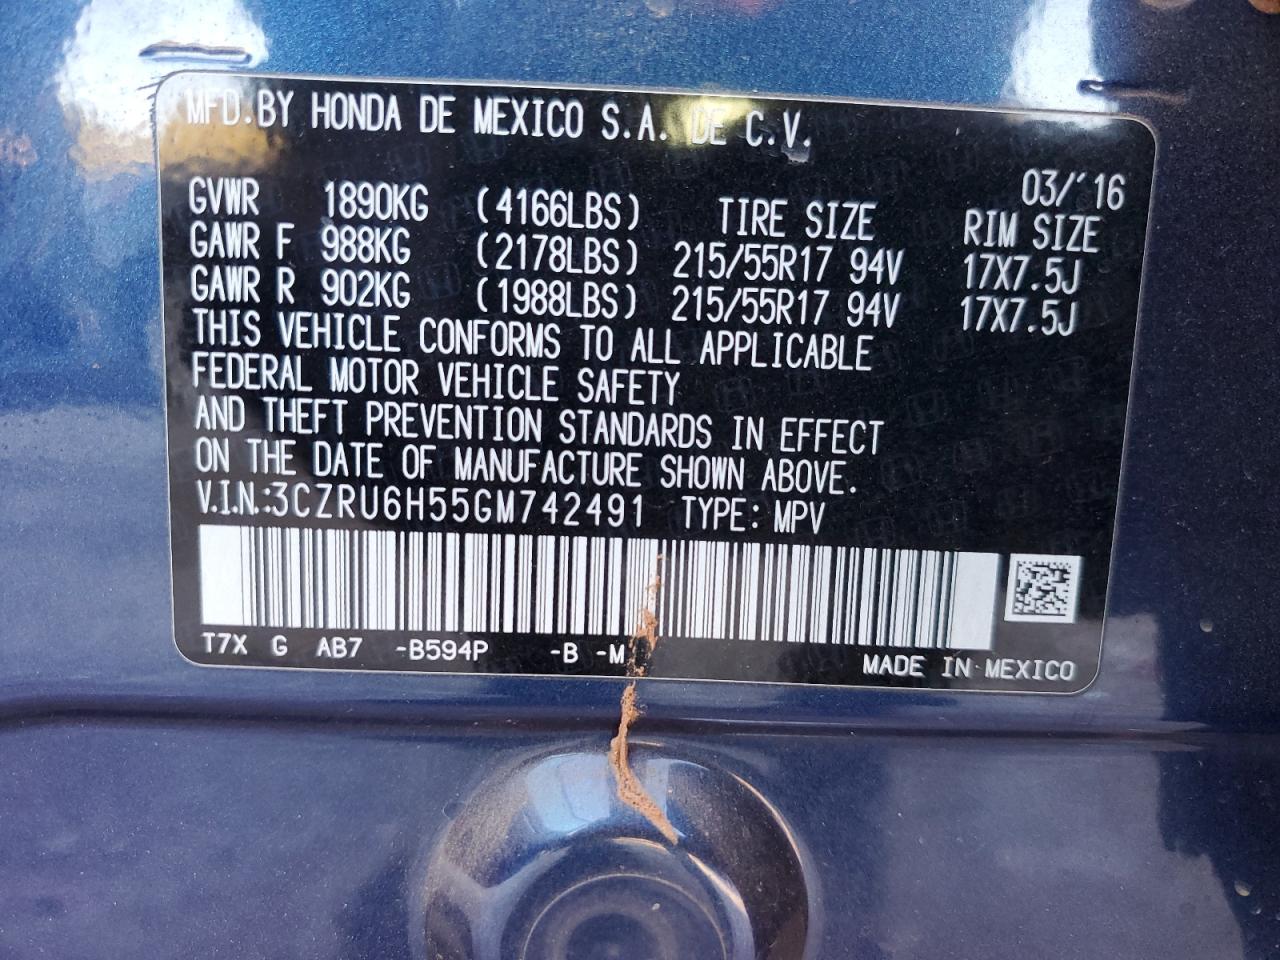 MFD.BY HONDA DE MEXICO S.A. DE C.V.
03/'16
GVWR 1890KG (4166LBS) TIRE SIZE RIM SIZE
GAWR F 988KG (2178LBS) 215/55R17 94V 17X7.5J
GAWR R 902KG (1988LBS) 215/55R17 94V 17X7.5J
THIS VEHICLE CONFORMS TO ALL APPLICABLE
FEDERAL MOTOR VEHICLE SAFETY
AND THEFT PREVENTION STANDARDS IN EFFECT
ON THE DATE OF MANUFACTURE SHOWN ABOVE.
V.I.N.:3CZRU6H55GM742491 TYPE: MPV
T7X G AB7 -B594P -B -M
MADE IN MEXICO